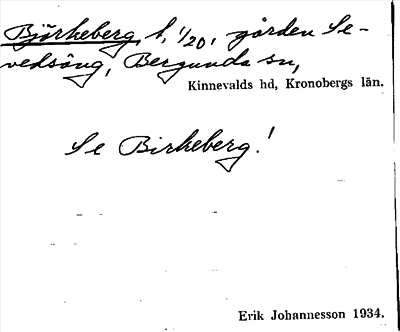 Björkeberg, l, 1/20, gården Se-
vedsäng, Bergunda sn,
Kinnevalds hd, Kronobergs län.
Se Birkeberg!
Erik Johannesson 1934.